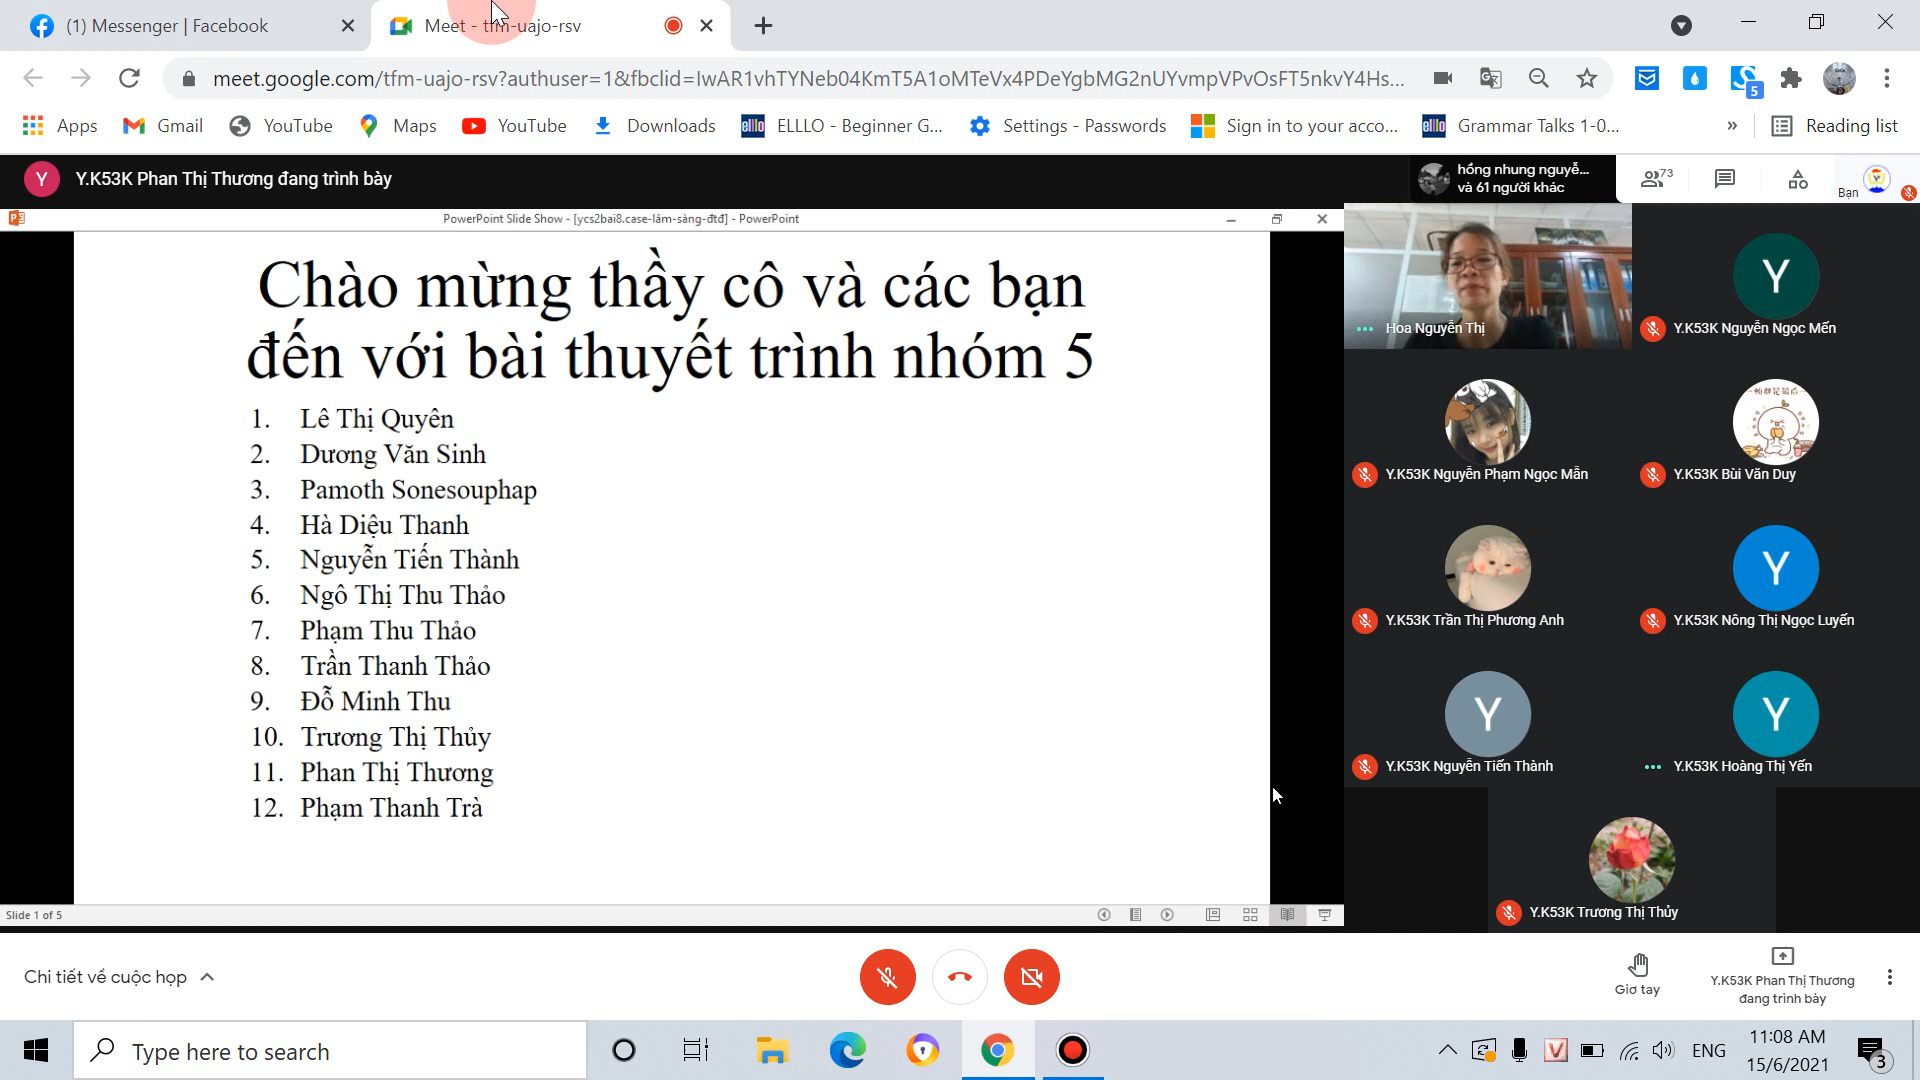 (1) Messenger | Facebook
Meet - tfm-uajo-rsv
meet.google.com/tfm-uajo-rsv?authuser=1&fbclid=IwAR1vhTYNeb04KmT5A1oMTeVx4PDeYgbMG2nUYvmpVPvOsFT5nkvY4Hs...
5
Apps
Gmail
YouTube
Maps
YouTube
Downloads
elllo
ELLLO - Beginner G...
Settings - Passwords
Sign in to your acco...
elllo
Grammar Talks 1-0...
»
Reading list
Y
Y.K53K Phan Thị Thương đang trình bày
hồng nhung nguyễ...
và 61 người khác
73
Bạn
PowerPoint Slide Show - [ycs2bai8.case-lâm-sàng-đtđ] - PowerPoint
Chào mừng thầy cô và các bạn
đến với bài thuyết trình nhóm 5
1. Lê Thị Quyên
2. Dương Văn Sinh
3. Pamoth Sonesouphap
4. Hà Diệu Thanh
5. Nguyễn Tiến Thành
6. Ngô Thị Thu Thảo
7. Phạm Thu Thảo
8. Trần Thanh Thảo
9. Đỗ Minh Thu
10. Trương Thị Thủy
11. Phan Thị Thương
12. Phạm Thanh Trà
Slide 1 of 5
Hoa Nguyễn Thị
Y
Y.K53K Nguyễn Ngọc Mến
Y.K53K Nguyễn Phạm Ngọc Mẫn
Y.K53K Bùi Văn Duy
Y.K53K Trần Thị Phương Anh
Y
Y.K53K Nông Thị Ngọc Luyến
Y
Y.K53K Nguyễn Tiến Thành
Y
Y.K53K Hoàng Thị Yến
Y.K53K Trương Thị Thủy
Chi tiết về cuộc họp
Giơ tay
Y.K53K Phan Thị Thương
đang trình bày
Type here to search
V
ENG
11:08 AM
15/6/2021
3